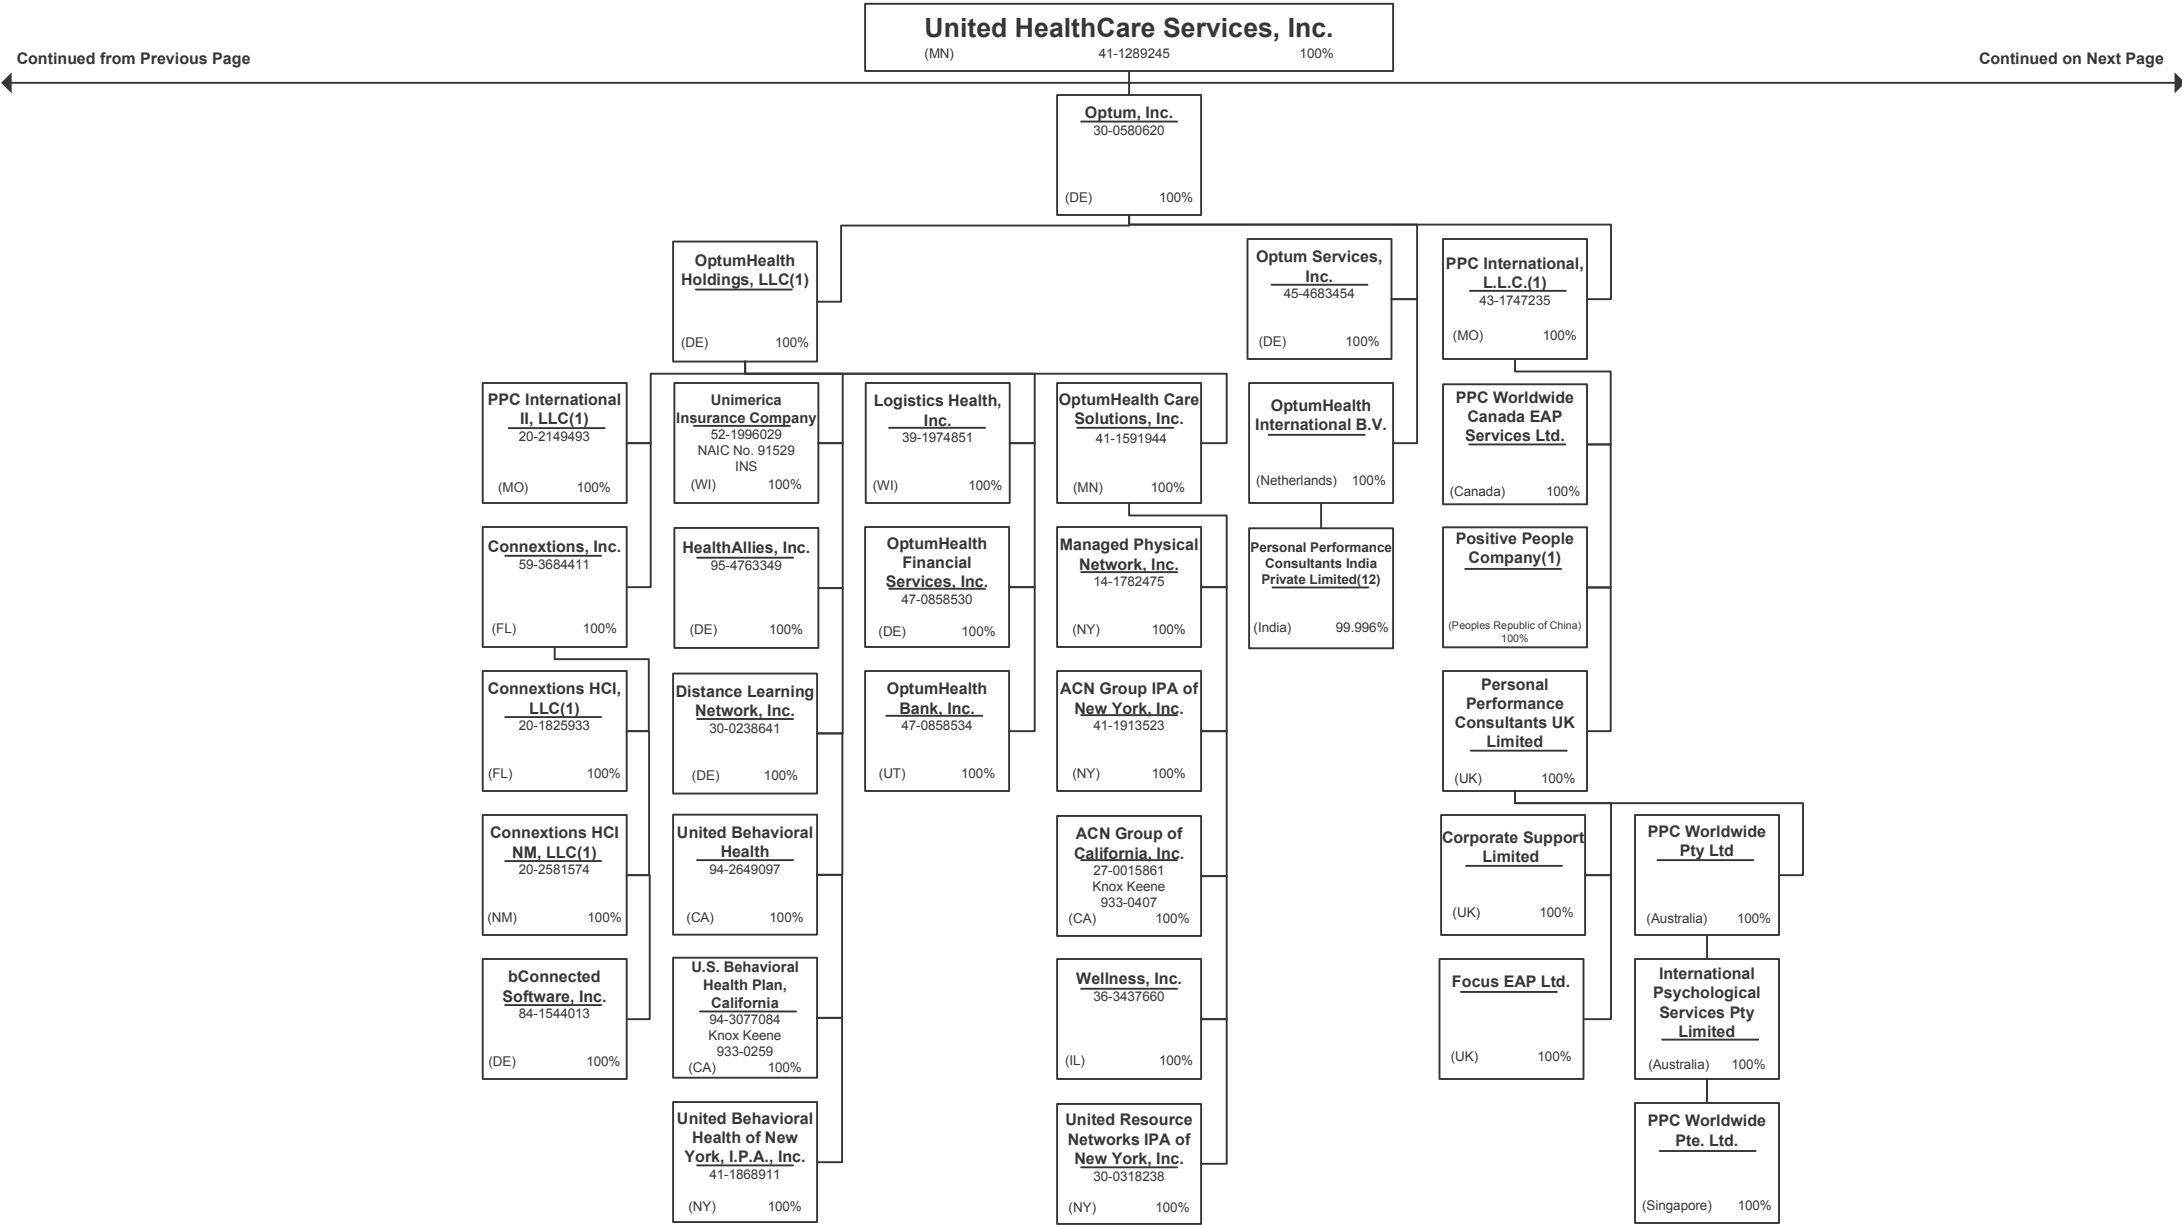 United HealthCare Services, Inc.
(MN) 41-1289245 100%
Continued from Previous Page
Continued on Next Page
Optum, Inc.
30-0580620
(DE) 100%
OptumHealth
Holdings, LLC(1)
(DE) 100%
Optum Services,
Inc.
45-4683454
(DE) 100%
PPC International,
L.L.C.(1)
43-1747235
(MO) 100%
PPC International
II, LLC(1)
20-2149493
(MO) 100%
Unimerica
Insurance Company
52-1996029
NAIC No. 91529
INS
(WI) 100%
Logistics Health,
Inc.
39-1974851
(WI) 100%
OptumHealth Care
Solutions, Inc.
41-1591944
(MN) 100%
OptumHealth
International B.V.
(Netherlands) 100%
PPC Worldwide
Canada EAP
Services Ltd.
(Canada) 100%
Connextions, Inc.
59-3684411
(FL) 100%
HealthAllies, Inc.
95-4763349
(DE) 100%
OptumHealth
Financial
Services, Inc.
47-0858530
(DE) 100%
Managed Physical
Network, Inc.
14-1782475
(NY) 100%
Personal Performance
Consultants India
Private Limited(12)
(India) 99.996%
Positive People
Company(1)
(Peoples Republic of China)
100%
Connextions HCI,
LLC(1)
20-1825933
(FL) 100%
Distance Learning
Network, Inc.
30-0238641
(DE) 100%
OptumHealth
Bank, Inc.
47-0858534
(UT) 100%
ACN Group IPA of
New York, Inc.
41-1913523
(NY) 100%
Personal
Performance
Consultants UK
Limited
(UK) 100%
Connextions HCI
NM, LLC(1)
20-2581574
(NM) 100%
United Behavioral
Health
94-2649097
(CA) 100%
ACN Group of
California, Inc.
27-0015861
Knox Keene
933-0407
(CA) 100%
Corporate Support
Limited
(UK) 100%
PPC Worldwide
Pty Ltd
(Australia) 100%
bConnected
Software, Inc.
84-1544013
(DE) 100%
U.S. Behavioral
Health Plan,
California
94-3077084
Knox Keene
933-0259
(CA) 100%
Wellness, Inc.
36-3437660
(IL) 100%
Focus EAP Ltd.
(UK) 100%
International
Psychological
Services Pty
Limited
(Australia) 100%
United Behavioral
Health of New
York, I.P.A., Inc.
41-1868911
(NY) 100%
United Resource
Networks IPA of
New York, Inc.
30-0318238
(NY) 100%
PPC Worldwide
Pte. Ltd.
(Singapore) 100%